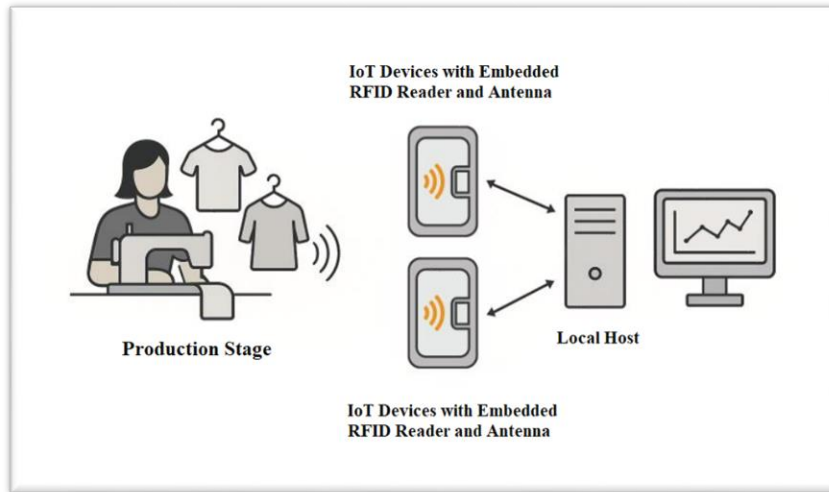 IoT Devices with Embedded
RFID Reader and Antenna
Production Stage
Local Host
IoT Devices with Embedded
RFID Reader and Antenna